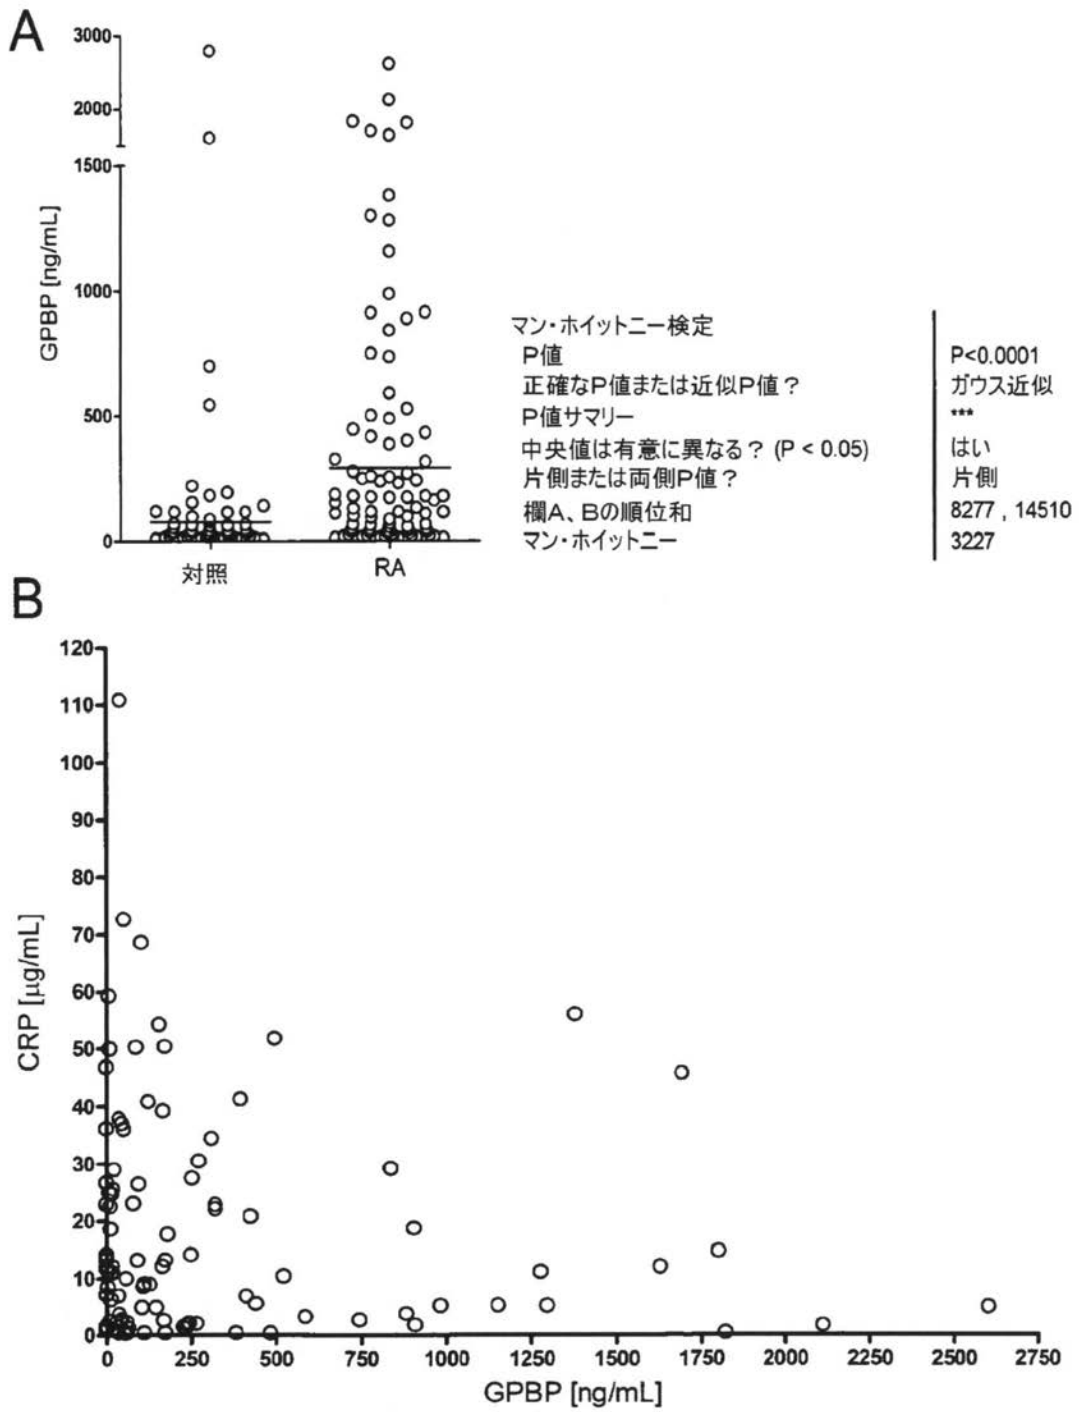 A
3000
2000
1500
1000
500
0
GPBP [ng/mL]
対照 RA
マン・ホイットニー検定
P値 P<0.0001
正確なP値または近似P値? ガウス近似
P値サマリー ***
中央値は有意に異なる? (P < 0.05) はい
片側または両側P値? 片側
欄A、Bの順位和 8277 , 14510
マン・ホイットニー 3227
B
120
110
100
90
80
70
60
50
40
30
20
10
0
CRP [µg/mL]
0 250 500 750 1000 1250 1500 1750 2000 2250 2500 2750
GPBP [ng/mL]